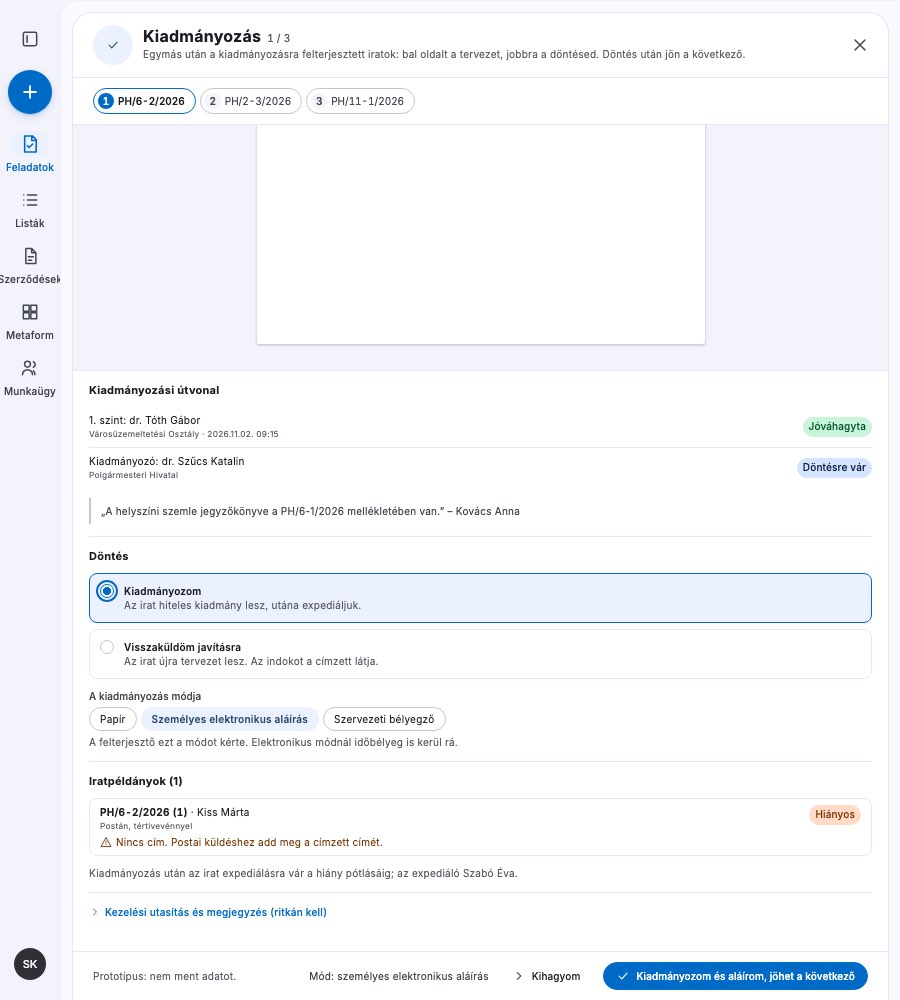 Kiadmányozás 1 / 3
Egymás után a kiadmányozásra felterjesztett iratok: bal oldalt a tervezet, jobbra a döntésed. Döntés után jön a következő.
1 PH/6-2/2026
2 PH/2-3/2026
3 PH/11-1/2026
Feladatok
Listák
Szerződések
Metaform
Munkaügy
Kiadmányozási útvonal
1. szint: dr. Tóth Gábor
Városüzemeltetési Osztály · 2026.11.02. 09:15
Jóváhagyta
Kiadmányozó: dr. Szűcs Katalin
Polgármesteri Hivatal
Döntésre vár
„A helyszíni szemle jegyzőkönyve a PH/6-1/2026 mellékletében van.” – Kovács Anna
Döntés
Kiadmányozom
Az irat hiteles kiadmány lesz, utána expediáljuk.
Visszaküldöm javításra
Az irat újra tervezet lesz. Az indokot a címzett látja.
A kiadmányozás módja
Papír
Személyes elektronikus aláírás
Szervezeti bélyegző
A felterjesztő ezt a módot kérte. Elektronikus módnál időbélyeg is kerül rá.
Iratpéldányok (1)
PH/6-2/2026 (1) · Kiss Márta
Postán, tértivevénnyel
Hiányos
Nincs cím. Postai küldéshez add meg a címzett címét.
Kiadmányozás után az irat expediálásra vár a hiány pótlásáig; az expediáló Szabó Éva.
Kezelési utasítás és megjegyzés (ritkán kell)
SK
Prototípus: nem ment adatot.
Mód: személyes elektronikus aláírás
Kihagyom
Kiadmányozom és aláírom, jöhet a következő